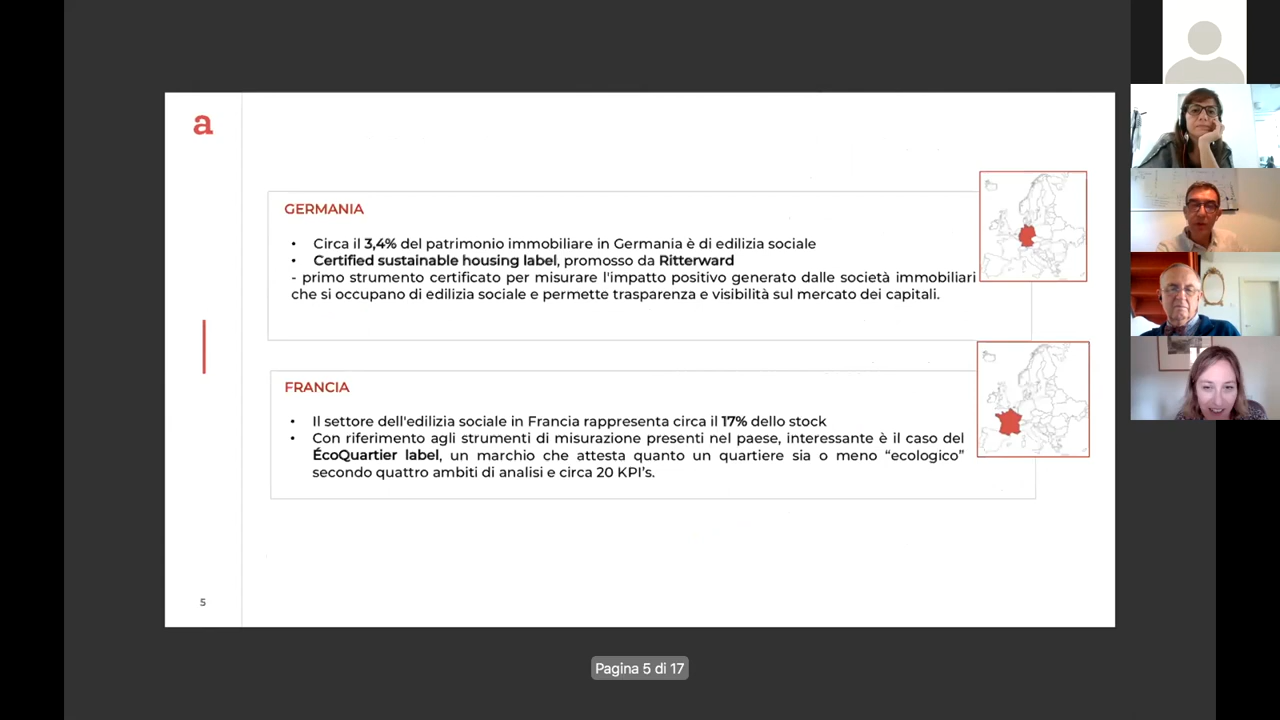 a
GERMANIA
• Circa il 3,4% del patrimonio immobiliare in Germania è di edilizia sociale
• Certified sustainable housing label, promosso da Ritterward
- primo strumento certificato per misurare l'impatto positivo generato dalle società immobiliari
che si occupano di edilizia sociale e permette trasparenza e visibilità sul mercato dei capitali.
FRANCIA
• Il settore dell'edilizia sociale in Francia rappresenta circa il 17% dello stock
• Con riferimento agli strumenti di misurazione presenti nel paese, interessante è il caso del
ÉcoQuartier label, un marchio che attesta quanto un quartiere sia o meno “ecologico”
secondo quattro ambiti di analisi e circa 20 KPI’s.
5
Pagina 5 di 17